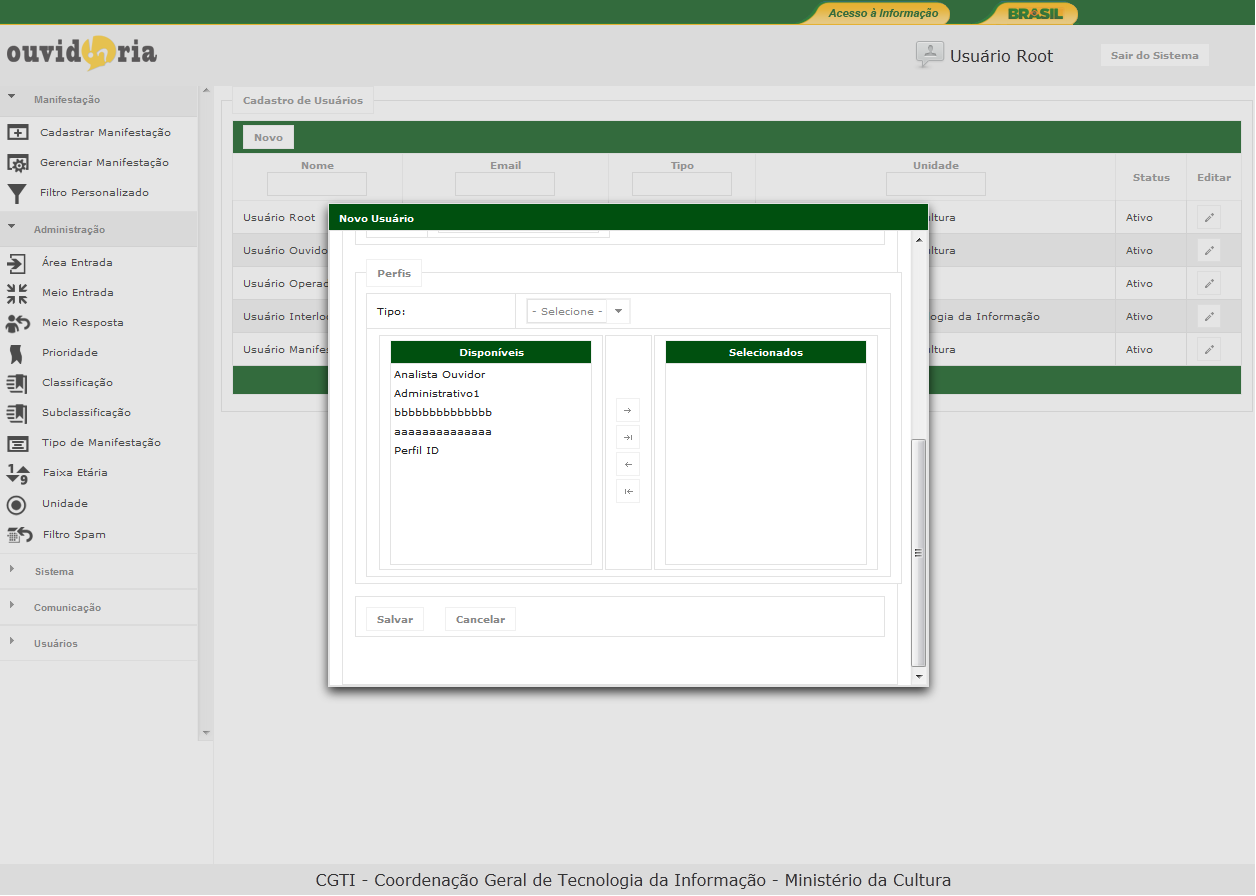 Acesso à Informação
BRASIL
ouvidoria
Usuário Root
Sair do Sistema
Manifestação
Cadastrar Manifestação
Gerenciar Manifestação
Filtro Personalizado
Administração
Área Entrada
Meio Entrada
Meio Resposta
Prioridade
Classificação
Subclassificação
Tipo de Manifestação
Faixa Etária
Unidade
Filtro Spam
Sistema
Comunicação
Usuários
Cadastro de Usuários
Novo
Nome Email Tipo Unidade Status Editar
Usuário Root ltura Ativo
Usuário Ouvido ltura Ativo
Usuário Operad ltura Ativo
Usuário Interlo ogia da Informação Ativo
Usuário Manifes ltura Ativo
Novo Usuário
Perfis
Tipo: - Selecione -
Disponíveis
Analista Ouvidor
Administrativo1
bbbbbbbbbbbbbb
aaaaaaaaaaaaaa
Perfil ID
Selecionados
Salvar Cancelar
CGTI - Coordenação Geral de Tecnologia da Informação - Ministério da Cultura